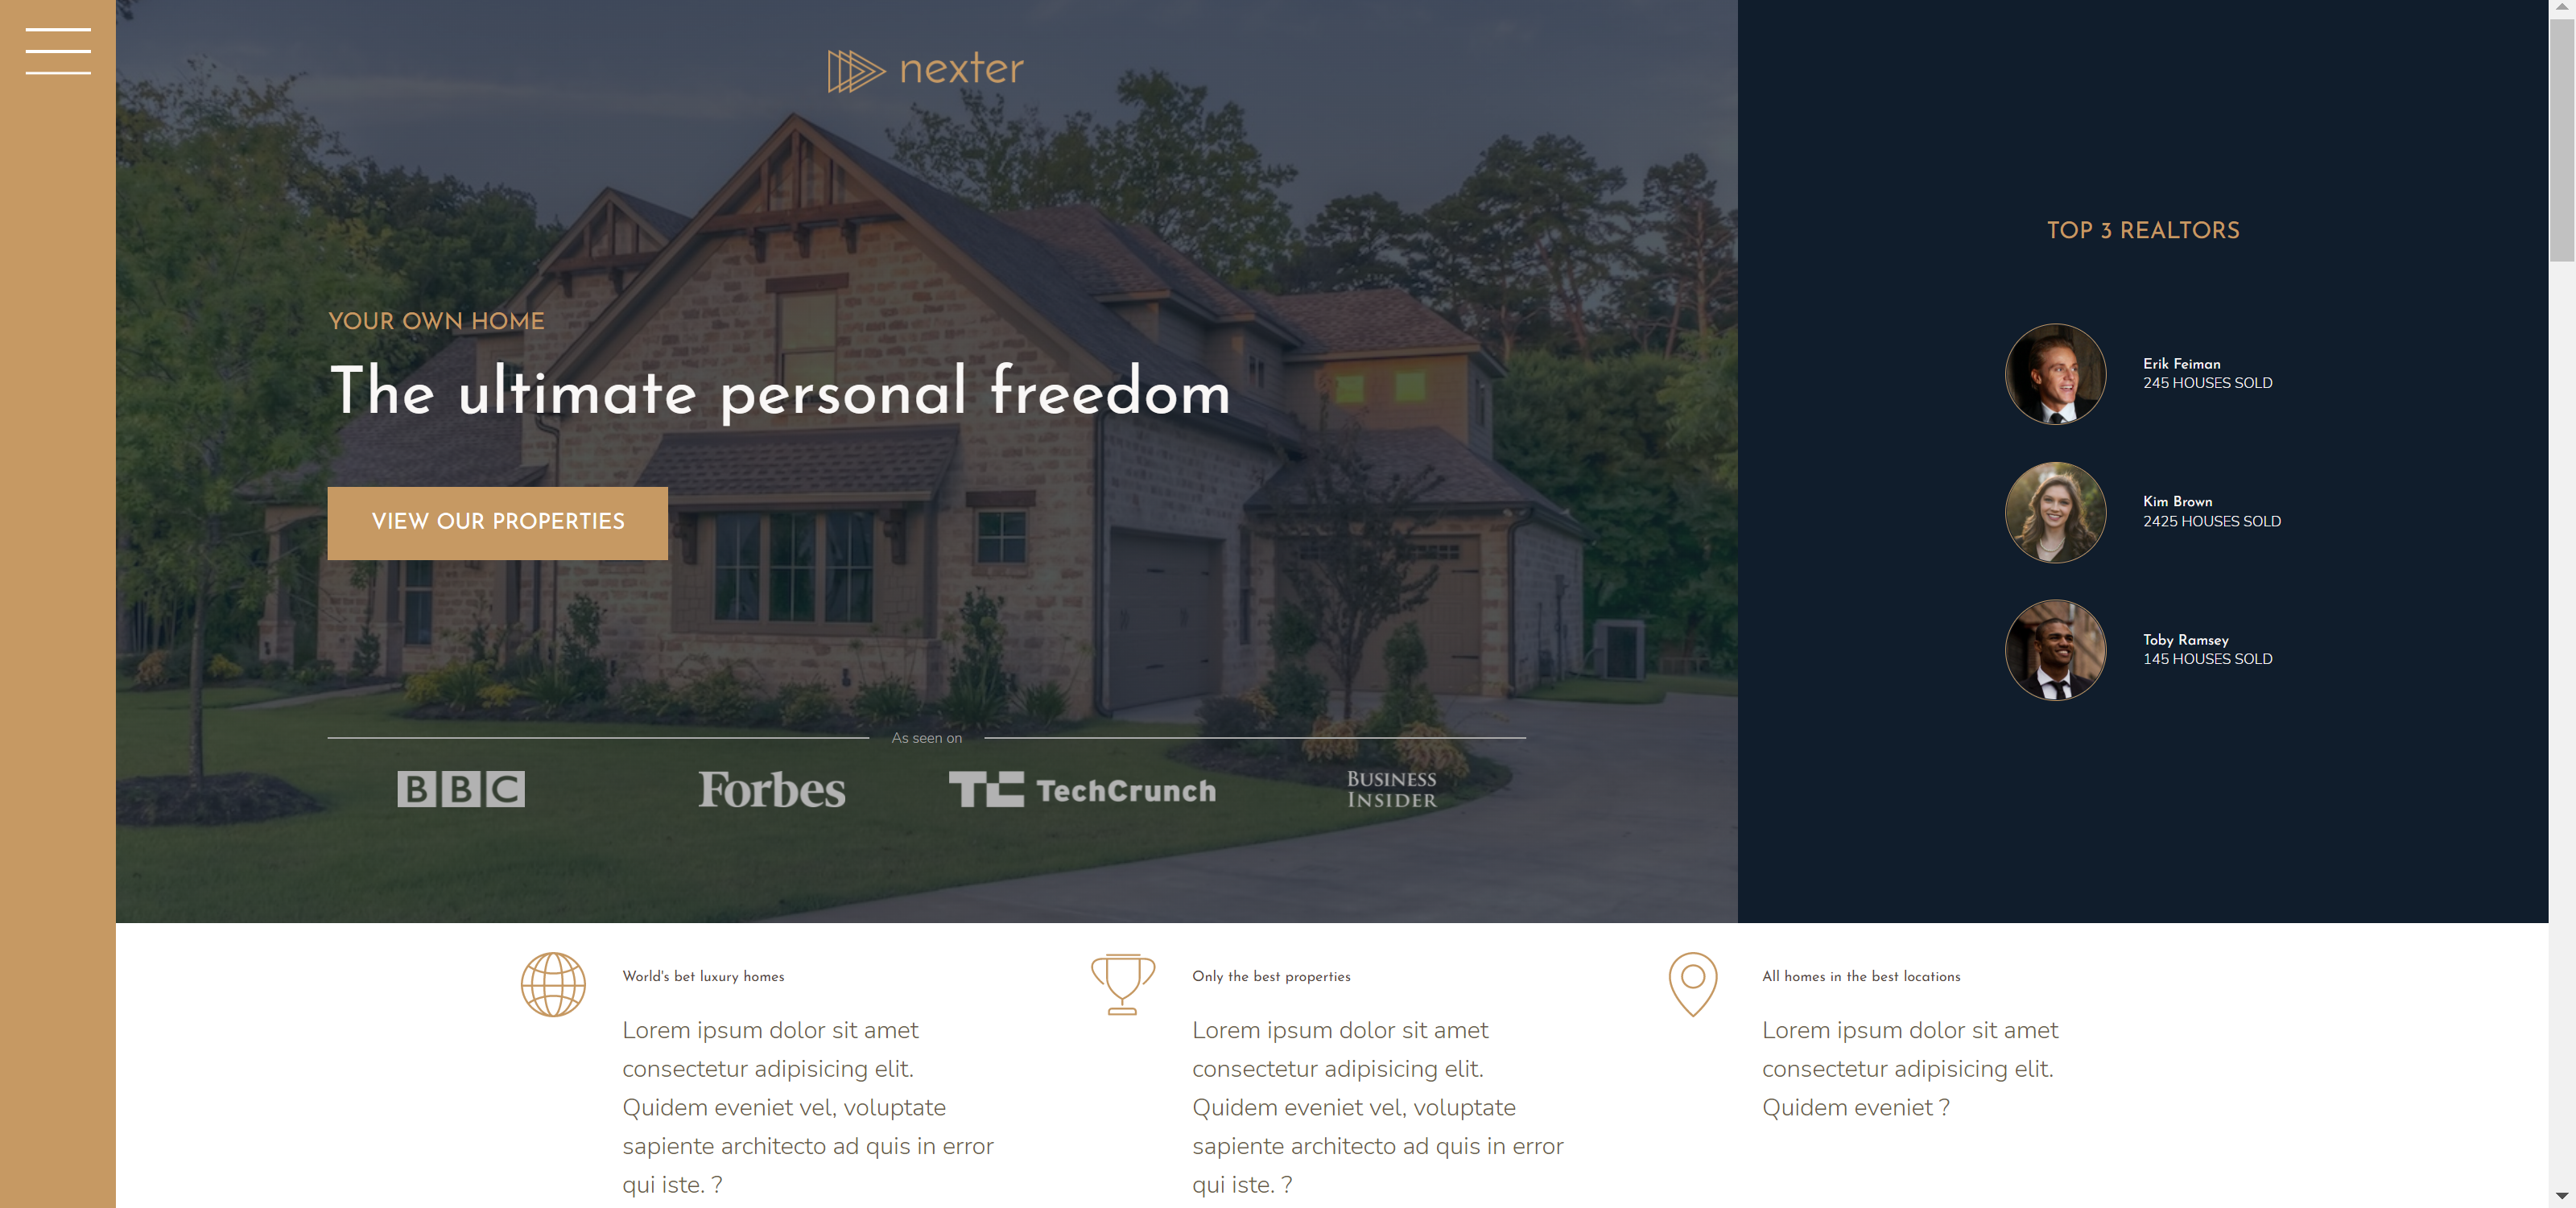 nexter
YOUR OWN HOME
The ultimate personal freedom
VIEW OUR PROPERTIES
As seen on
BBC
Forbes
TC TechCrunch
BUSINESS
INSIDER
TOP 3 REALTORS
Erik Feiman
245 HOUSES SOLD
Kim Brown
2425 HOUSES SOLD
Toby Ramsey
145 HOUSES SOLD
World's bet luxury homes
Lorem ipsum dolor sit amet
consectetur adipisicing elit.
Quidem eveniet vel, voluptate
sapiente architecto ad quis in error
qui iste. ?
Only the best properties
Lorem ipsum dolor sit amet
consectetur adipisicing elit.
Quidem eveniet vel, voluptate
sapiente architecto ad quis in error
qui iste. ?
All homes in the best locations
Lorem ipsum dolor sit amet
consectetur adipisicing elit.
Quidem eveniet ?